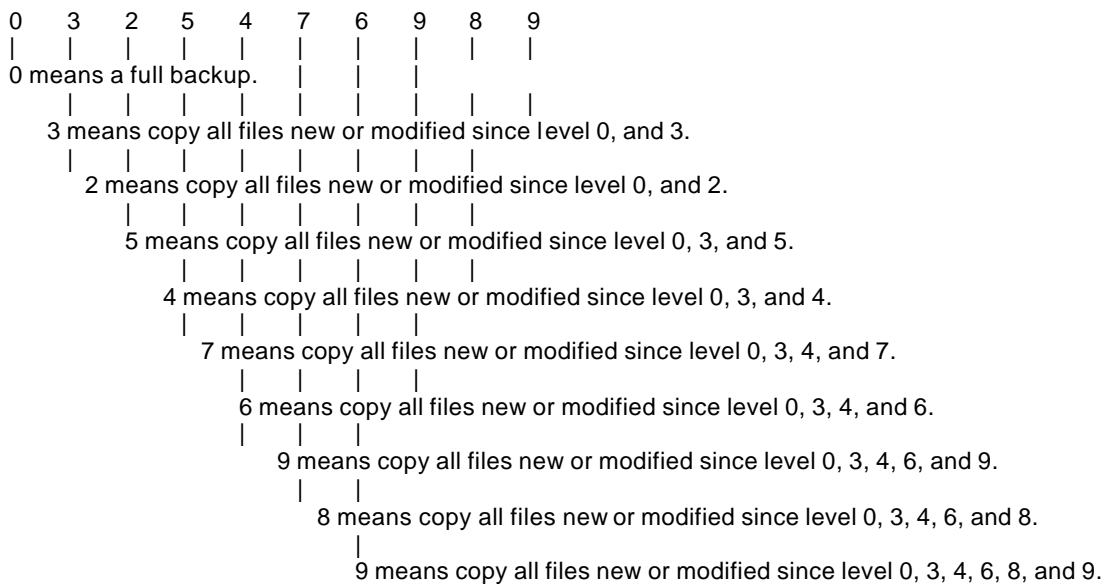 0 3 2 5 4 7 6 9 8 9
| | | | | | | | | |
0 means a full backup. | | |
| | | | | | | | |
3 means copy all files new or modified since level 0, and 3.
| | | | | | | |
2 means copy all files new or modified since level 0, and 2.
| | | | | | |
5 means copy all files new or modified since level 0, 3, and 5.
| | | | | |
4 means copy all files new or modified since level 0, 3, and 4.
| | | | |
7 means copy all files new or modified since level 0, 3, 4, and 7.
| | | |
6 means copy all files new or modified since level 0, 3, 4, and 6.
| | |
9 means copy all files new or modified since level 0, 3, 4, 6, and 9.
| |
8 means copy all files new or modified since level 0, 3, 4, 6, and 8.
|
9 means copy all files new or modified since level 0, 3, 4, 6, 8, and 9.